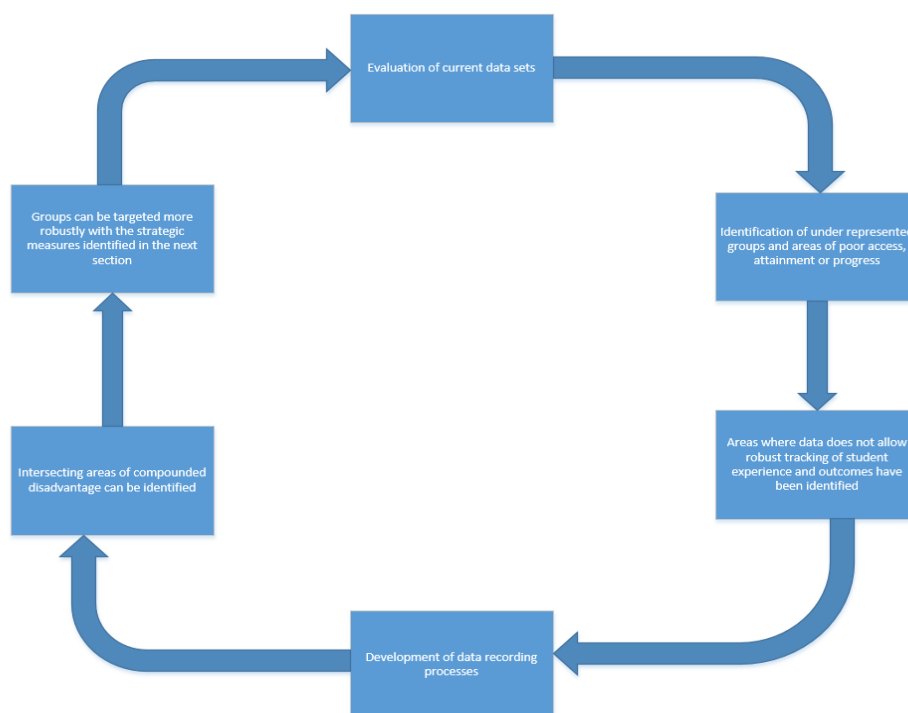 Evaluation of current data sets
Identification of under represented
groups and areas of poor access,
attainment or progress
Areas where data does not allow
robust tracking of student
experience and outcomes have
been identified
Development of data recording
processes
Intersecting areas of compounded
disadvantage can be identified
Groups can be targeted more
robustly with the strategic
measures identified in the next
section